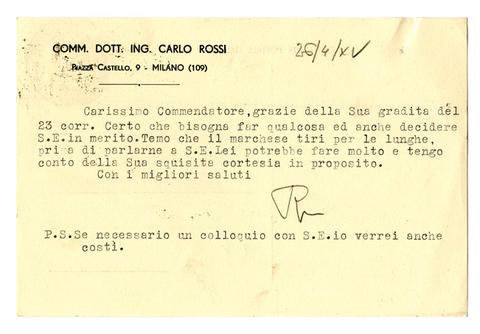 COMM. DOTT. ING. CARLO ROSSI
PIAZZA CASTELLO, 9 - MILANO (109)
26/4/XV
Carissimo Commendatore,grazie della Sua gradita del
23 corr. Certo che bisogna far qualcosa ed anche decidere
S.E.in merito.Temo che il marchese tiri per le lunghe,
prima di parlarne a S.E.Lei potrebbe fare molto e tengo
conto della Sua squisita cortesia in proposito.
Con i migliori saluti
P.S.Se necessario un colloquio con S.E.io verrei anche
costì.